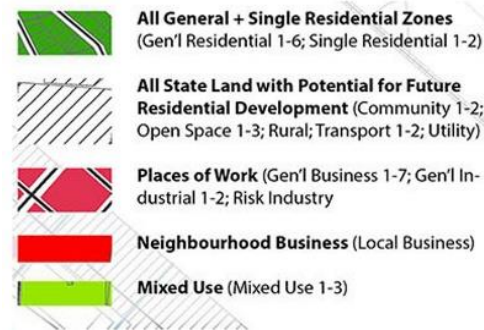 All General + Single Residential Zones
(Gen'l Residential 1-6; Single Residential 1-2)
All State Land with Potential for Future
Residential Development (Community 1-2;
Open Space 1-3; Rural; Transport 1-2; Utility)
Places of Work (Gen'l Business 1-7; Gen'l In-
dustrial 1-2; Risk Industry
Neighbourhood Business (Local Business)
Mixed Use (Mixed Use 1-3)